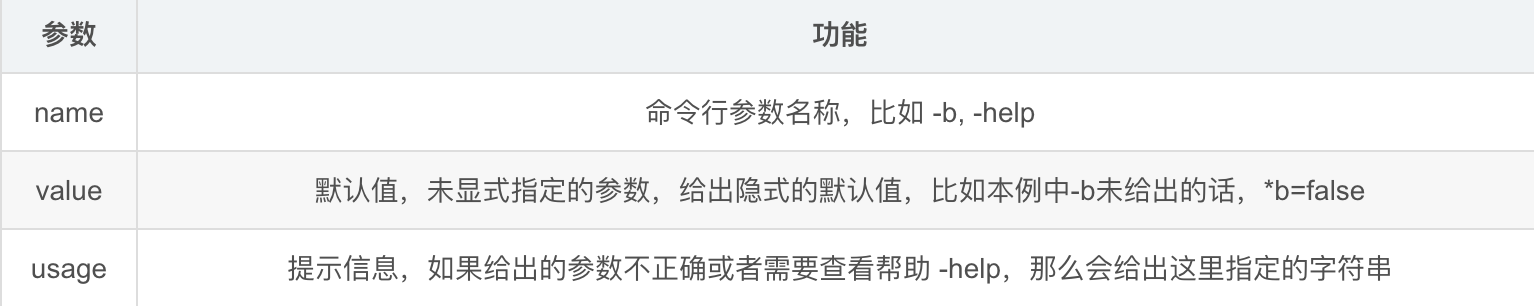 参数 功能
name 命令行参数名称，比如 -b, -help
value 默认值，未显式指定的参数，给出隐式的默认值，比如本例中-b未给出的话，*b=false
usage 提示信息，如果给出的参数不正确或者需要查看帮助 -help，那么会给出这里指定的字符串